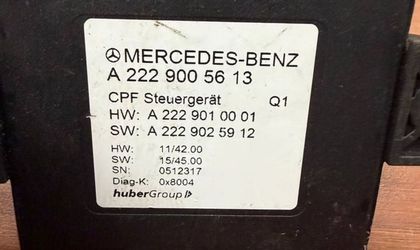 MERCEDES-BENZ
A 222 900 56 13
CPF Steuergerät Q1
HW: A 222 901 00 01
SW: A 222 902 59 12
HW: 11/42.00
SW: 15/45.00
SN: 0512317
Diag-K: 0x8004
huberGroup